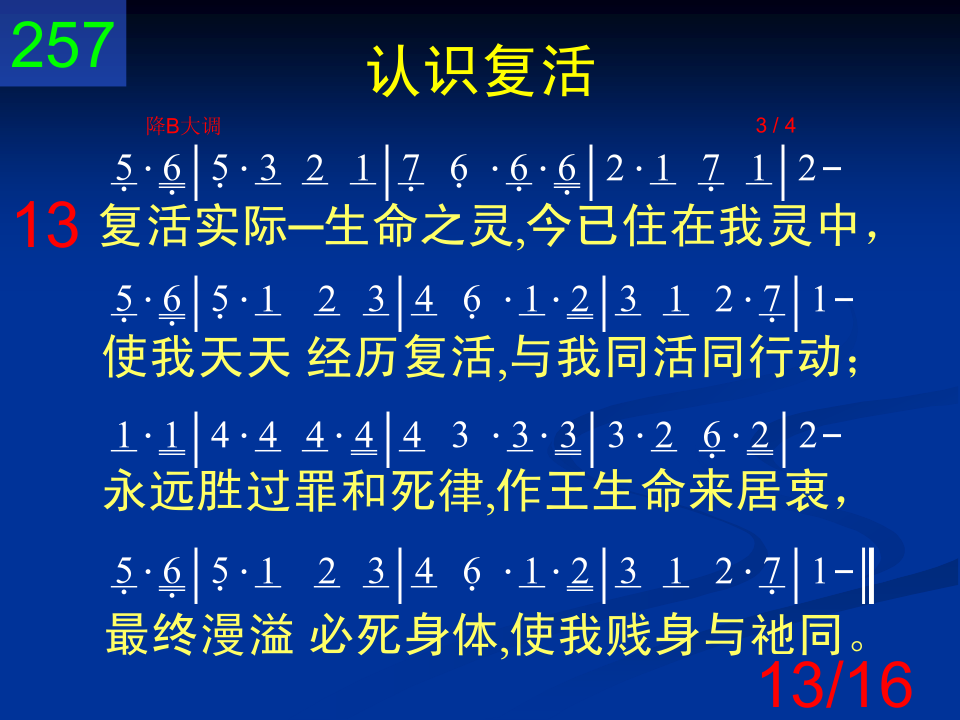 257
认识复活
降B大调 3 / 4
5 · 6 | 5 · 3 2 1 | 7 6 · 6 · 6 | 2 · 1 7 1 | 2 -
13 复活实际─生命之灵,今已住在我灵中，
5 · 6 | 5 · 1 2 3 | 4 6 · 1 · 2 | 3 1 2 · 7 | 1 -
使我天天 经历复活,与我同活同行动；
1 · 1 | 4 · 4 4 · 4 | 4 3 · 3 · 3 | 3 · 2 6 · 2 | 2 -
永远胜过罪和死律,作王生命来居衷，
5 · 6 | 5 · 1 2 3 | 4 6 · 1 · 2 | 3 1 2 · 7 | 1 - ‖
最终漫溢 必死身体,使我贱身与祂同。
13/16